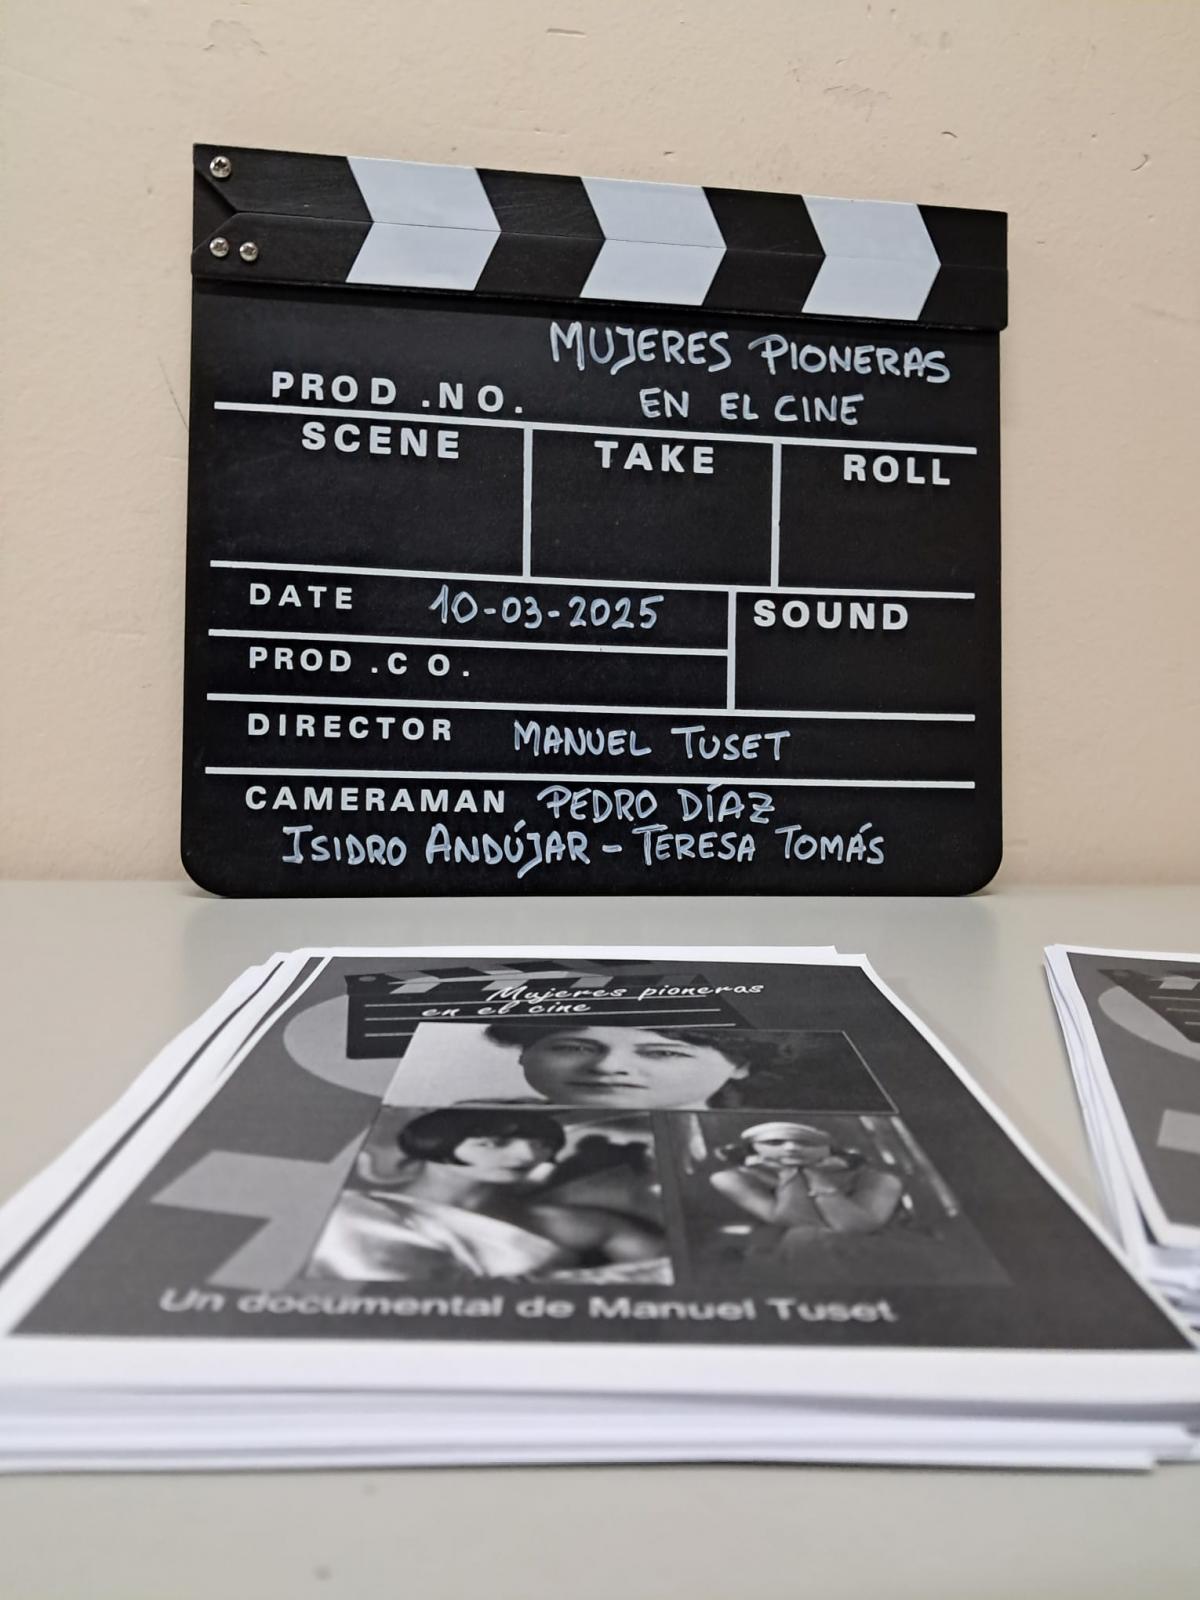 MUJERES PIONERAS
PROD .NO. EN EL CINE
SCENE TAKE ROLL
DATE 10-03-2025 SOUND
PROD .CO.
DIRECTOR MANUEL TUSET
CAMERAMAN PEDRO DÍAZ
ISIDRO ANDÚJAR - TERESA TOMÁS
Mujeres pioneras
en el cine
Un documental de Manuel Tuset